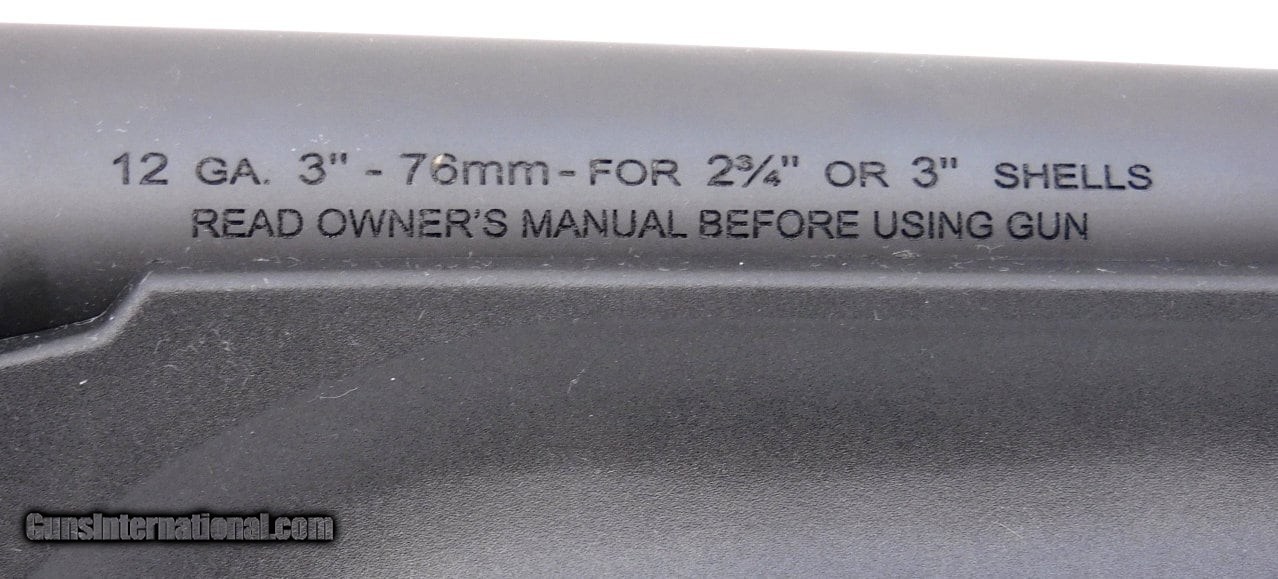 12 GA. 3" - 76mm - FOR 2¾" OR 3" SHELLS
READ OWNER'S MANUAL BEFORE USING GUN
GunsInternational.com